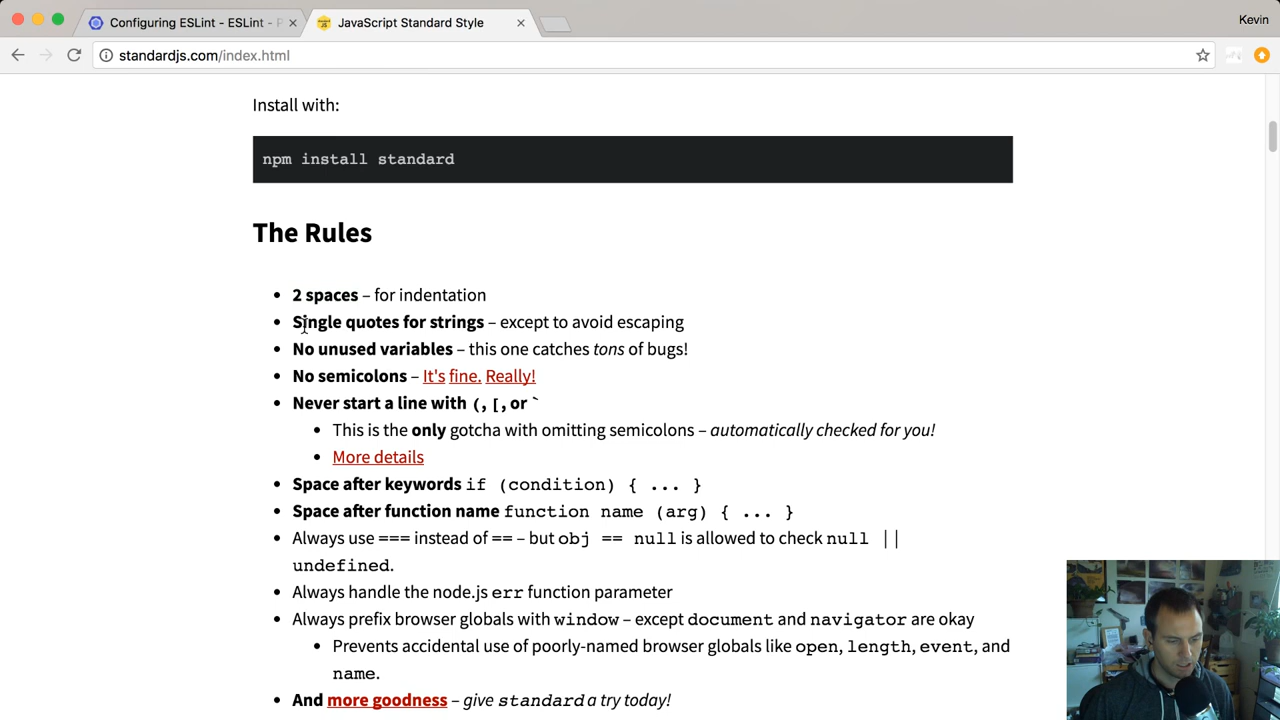 Configuring ESLint - ESLint - P
JavaScript Standard Style
Kevin
standardjs.com/index.html
Install with:
npm install standard
The Rules
• 2 spaces – for indentation
• Single quotes for strings – except to avoid escaping
• No unused variables – this one catches tons of bugs!
• No semicolons – It's fine. Really!
• Never start a line with (, [, or `
• This is the only gotcha with omitting semicolons – automatically checked for you!
• More details
• Space after keywords if (condition) { ... }
• Space after function name function name (arg) { ... }
• Always use === instead of == – but obj == null is allowed to check null ||
undefined.
• Always handle the node.js err function parameter
• Always prefix browser globals with window – except document and navigator are okay
• Prevents accidental use of poorly-named browser globals like open, length, event, and
name.
• And more goodness – give standard a try today!